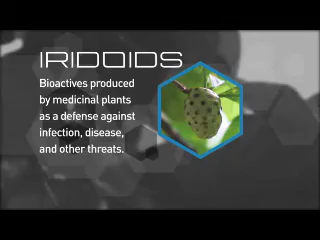 IRIDOIDS
Bioactives produced
by medicinal plants
as a defense against
infection, disease,
and other threats.